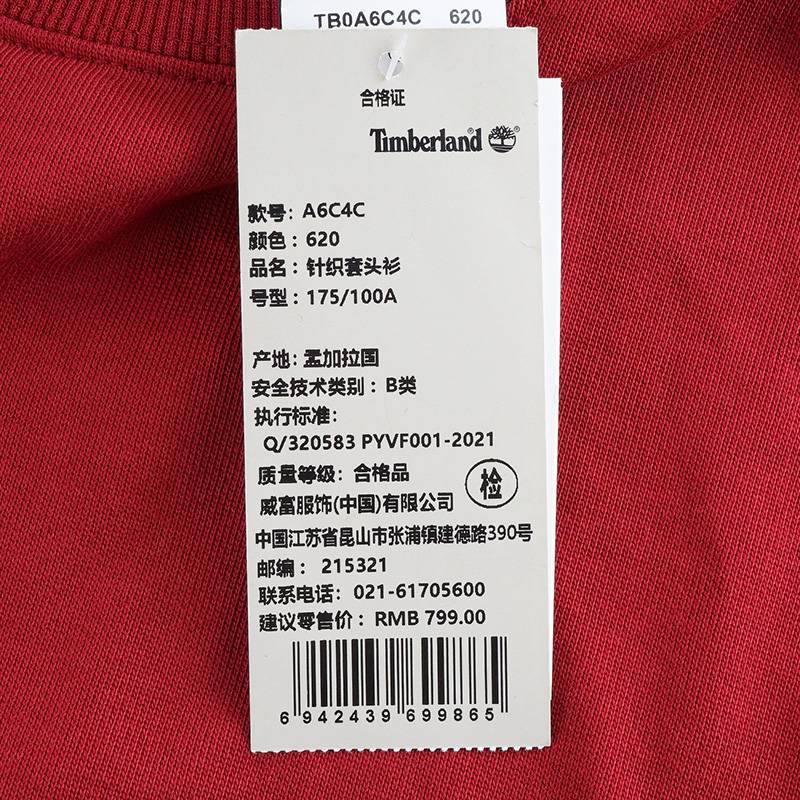 TB0A6C4C 620
合格证
Timberland
款号: A6C4C
颜色: 620
品名: 针织套头衫
号型: 175/100A
产地: 孟加拉国
安全技术类别: B类
执行标准:
Q/320583 PYVF001-2021
质量等级: 合格品
检
威富服饰(中国)有限公司
中国江苏省昆山市张浦镇建德路390号
邮编: 215321
联系电话: 021-61705600
建议零售价: RMB 799.00
6 942439 699865